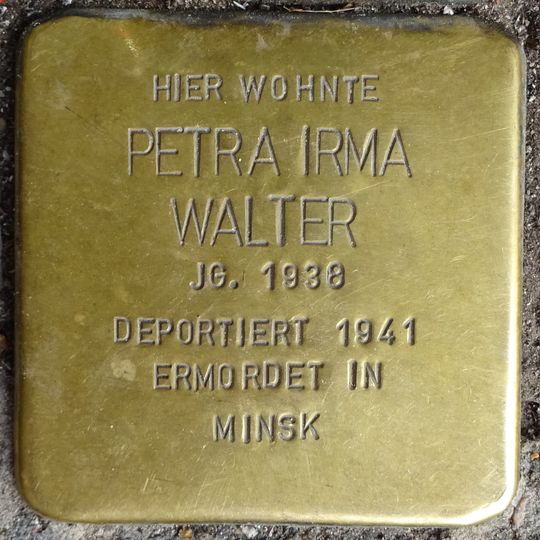 HIER WOHNTE
PETRA IRMA
WALTER
JG. 1938
DEPORTIERT 1941
ERMORDET IN
MINSK